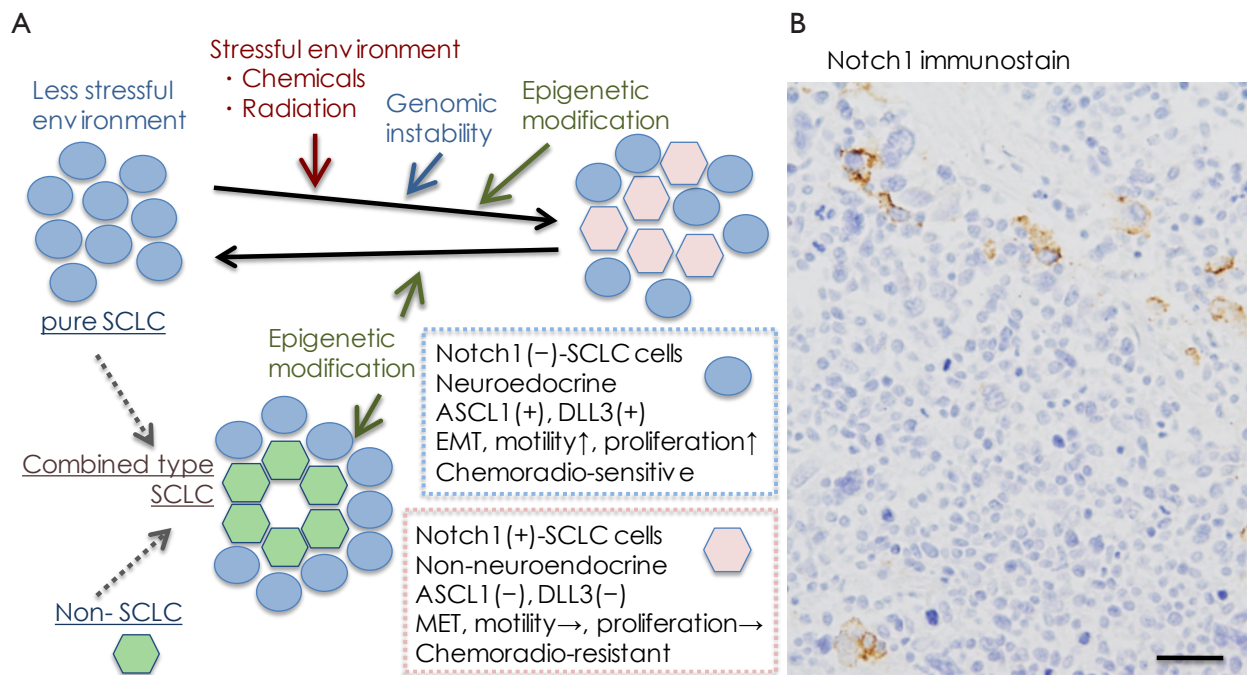 A
Stressful environment
・Chemicals
・Radiation
Less stressful
environment
Genomic
instability
Epigenetic
modification
pure SCLC
Epigenetic
modification
Combined type
SCLC
Non- SCLC
Notch1(−)-SCLC cells
Neuroedocrine
ASCL1(+), DLL3(+)
EMT, motility↑, proliferation↑
Chemoradio-sensitive
Notch1(+)-SCLC cells
Non-neuroendocrine
ASCL1(−), DLL3(−)
MET, motility→, proliferation→
Chemoradio-resistant
B
Notch1 immunostain